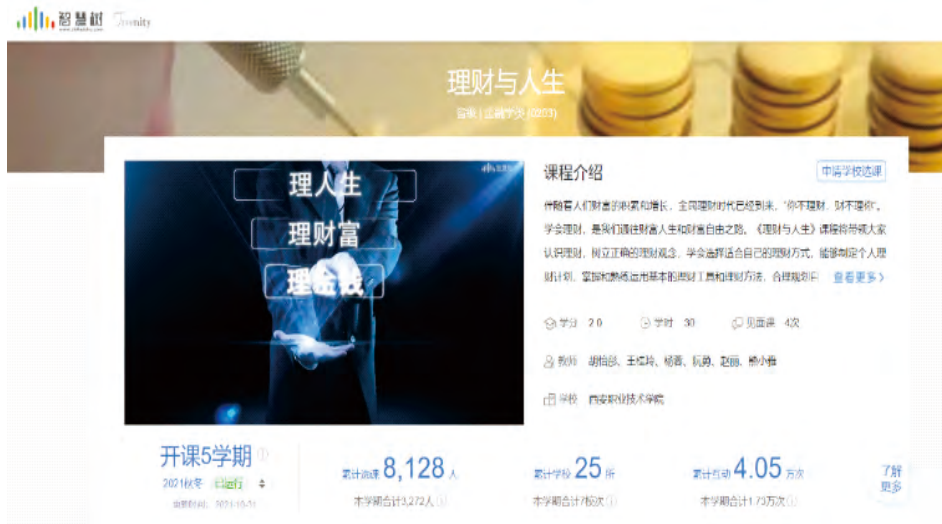 智慧树
Treenity
理财与人生
理人生
理财富
理金钱
课程介绍
申请学校选课
伴随着人们财富的积累和增长，全民理财时代已经到来，"你不理财，财不理你"。
学会理财，是我们通往财富人生和财富自由之路。《理财与人生》课程将带领大家
认识理财，树立正确的理财观念，学会选择适合自己的理财方式，能够制定个人理
财计划，掌握和熟练运用基本的理财工具和理财方法，合理规划 查看更多>
学分 2.0 学时 30 见面课 4次
教师 王红玲、杨蓉、阮勇、赵丽、熊小雅
学校 西安职业技术学院
开课5学期
2021秋冬 已运行
累计选课 8,128 人
本学期合计3,272人
累计学校 25 所
本学期合计7校次
累计互动 4.05 万次
本学期合计1.73万次
了解
更多